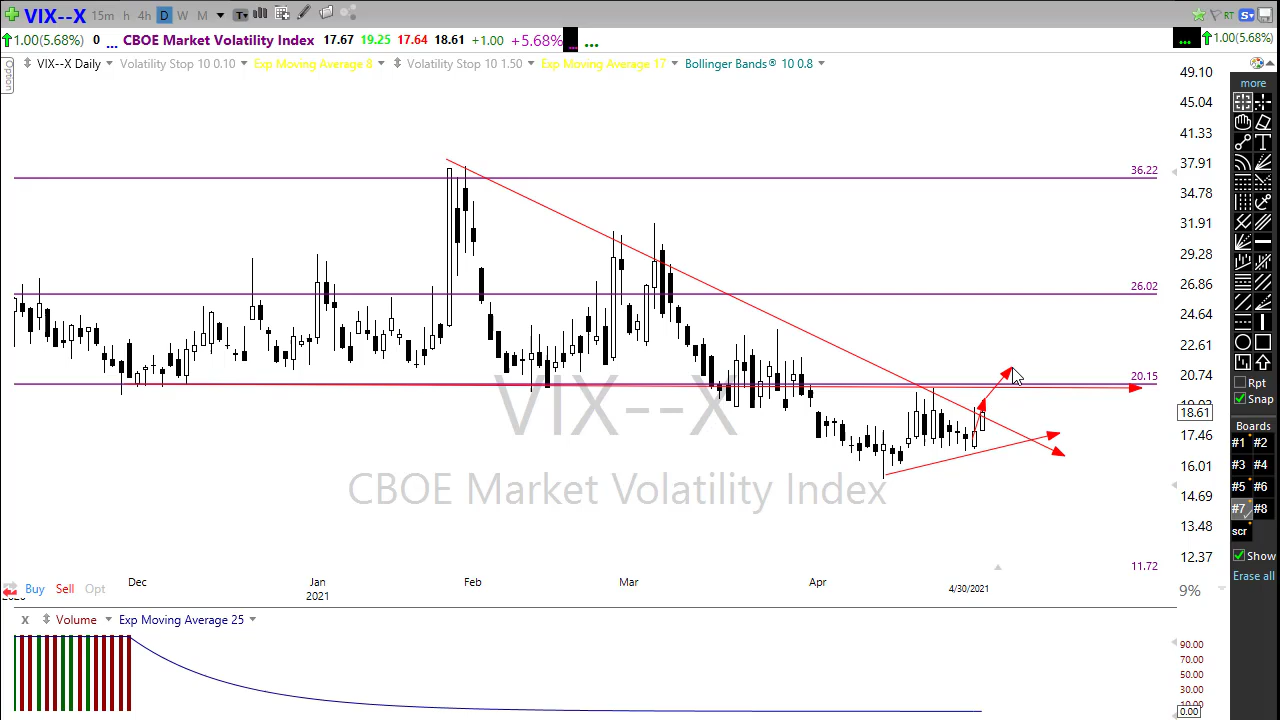 VIX--X 15m h 4h D W M T RT S
1.00(5.68%) 0 ... CBOE Market Volatility Index 17.67 19.25 17.64 18.61 +1.00 +5.68% ... ... 1.00(5.68%)
Option
VIX--X Daily Volatility Stop 10 0.10 Exp Moving Average 8 Volatility Stop 10 1.50 Exp Moving Average 17 Bollinger Bands® 10 0.8
49.10
45.04
41.33
37.91
36.22
34.78
31.91
29.28
26.86
26.02
24.64
22.61
20.74
20.15
18.61
17.46
16.01
14.69
13.48
12.37
11.72
VIX--X
CBOE Market Volatility Index
more
T
Rpt
Snap
Boards
#1 #2
#3 #4
#5 #6
#7 #8
scr
Show
Erase all
Dec Jan Feb Mar Apr 4/30/2021
2021
Buy Sell Opt
9%
x Volume Exp Moving Average 25
90.00
70.00
50.00
30.00
10.00
0.00